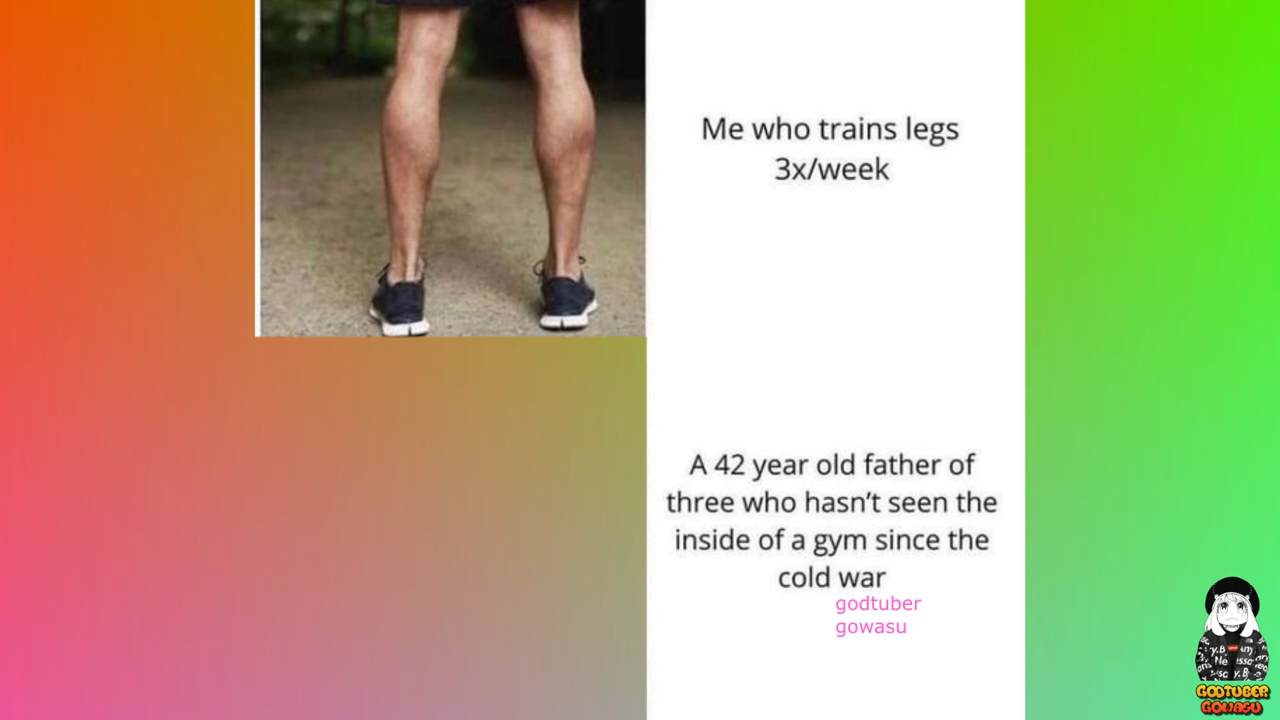 Me who trains legs
3x/week
A 42 year old father of
three who hasn't seen the
inside of a gym since the
cold war
godtuber
gowasu
GODTUBER
GOWASU